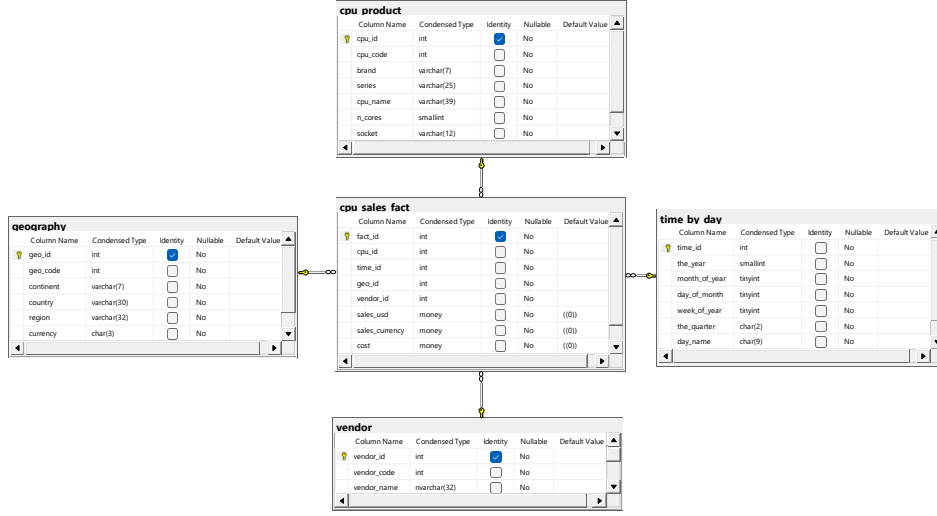 cpu_product
Column Name Condensed Type Identity Nullable Default Value
cpu_id int No
cpu_code int No
brand varchar(7) No
series varchar(25) No
cpu_name varchar(39) No
n_cores smallint No
socket varchar(12) No
geography
Column Name Condensed Type Identity Nullable Default Value
geo_id int No
geo_code int No
continent varchar(7) No
country varchar(30) No
region varchar(32) No
currency char(3) No
cpu_sales_fact
Column Name Condensed Type Identity Nullable Default Value
fact_id int No
cpu_id int No
time_id int No
geo_id int No
vendor_id int No
sales_usd money No ((0))
sales_currency money No ((0))
cost money No ((0))
time_by_day
Column Name Condensed Type Identity Nullable Default Value
time_id int No
the_year smallint No
month_of_year tinyint No
day_of_month tinyint No
week_of_year tinyint No
the_quarter char(2) No
day_name char(9) No
vendor
Column Name Condensed Type Identity Nullable Default Value
vendor_id int No
vendor_code int No
vendor_name nvarchar(32) No